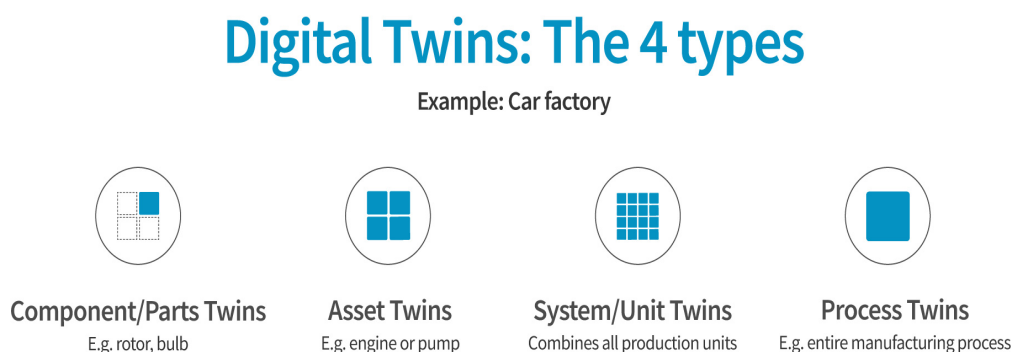 Digital Twins: The 4 types
Example: Car factory
Component/Parts Twins
E.g. rotor, bulb
Asset Twins
E.g. engine or pump
System/Unit Twins
Combines all production units
Process Twins
E.g. entire manufacturing process